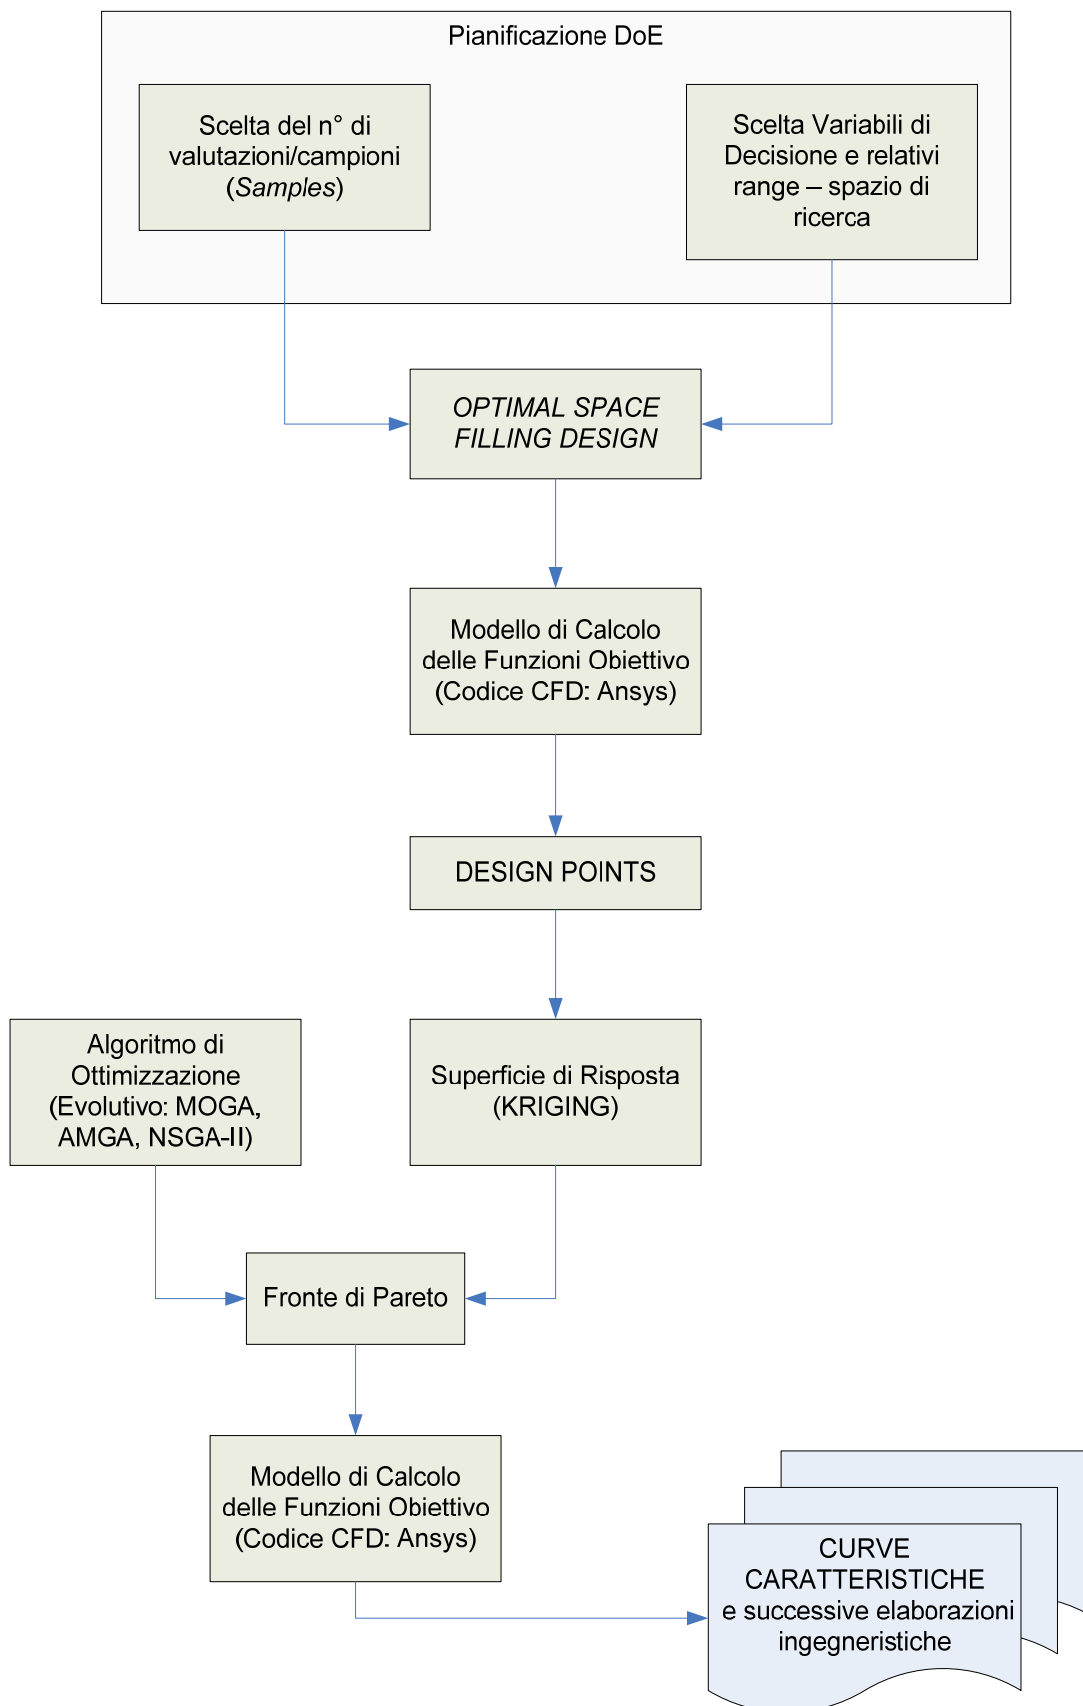 Pianificazione DoE
Scelta del n° di
valutazioni/campioni
(Samples)
Scelta Variabili di
Decisione e relativi
range – spazio di
ricerca
OPTIMAL SPACE
FILLING DESIGN
Modello di Calcolo
delle Funzioni Obiettivo
(Codice CFD: Ansys)
DESIGN POINTS
Algoritmo di
Ottimizzazione
(Evolutivo: MOGA,
AMGA, NSGA-II)
Superficie di Risposta
(KRIGING)
Fronte di Pareto
Modello di Calcolo
delle Funzioni Obiettivo
(Codice CFD: Ansys)
CURVE
CARATTERISTICHE
e successive elaborazioni
ingegneristiche